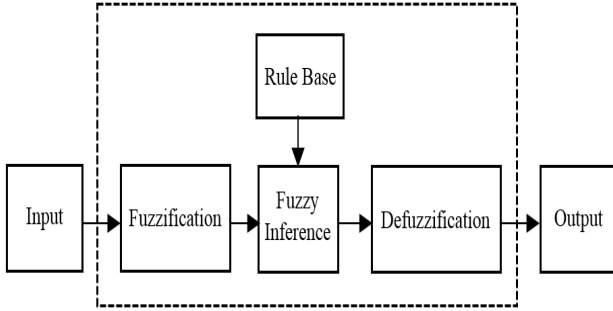 Rule Base
Input
Fuzzification
Fuzzy
Inference
Defuzzification
Output